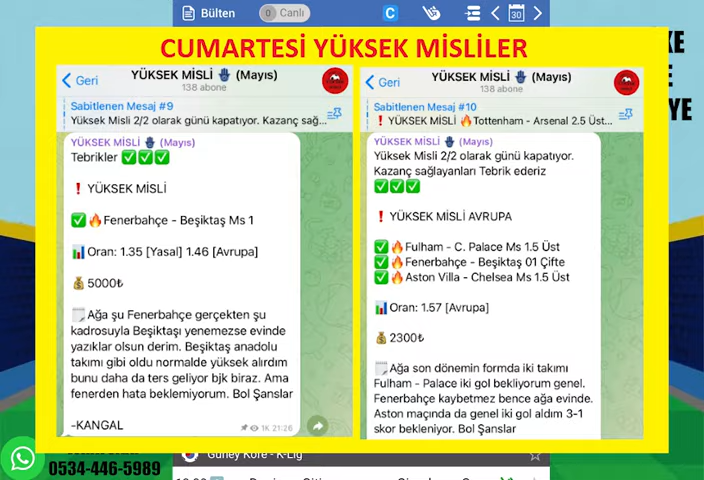 Bülten
0 Canlı
C
30
KE
E
YE
CUMARTESİ YÜKSEK MİSLİLER
Geri
YÜKSEK MİSLİ (Mayıs)
138 abone
Sabitlenen Mesaj #9
Yüksek Misli 2/2 olarak günü kapatıyor. Kazanç sağ...
YÜKSEK MİSLİ (Mayıs)
Tebrikler ✅✅✅
❗ YÜKSEK MİSLİ
✅🔥Fenerbahçe - Beşiktaş Ms 1
📊Oran: 1.35 [Yasal] 1.46 [Avrupa]
💰5000₺
Ağa şu Fenerbahçe gerçekten şu
kadrosuyla Beşiktaşı yenemezse evinde
yazıklar olsun derim. Beşiktaş anadolu
takımı gibi oldu normalde yüksek alırdım
bunu daha da ters geliyor bjk biraz. Ama
fenerden hata beklemiyorum. Bol Şanslar
-KANGAL
1K 21:26
Geri
YÜKSEK MİSLİ (Mayıs)
138 abone
Sabitlenen Mesaj #10
❗ YÜKSEK MİSLİ 🔥Tottenham - Arsenal 2.5 Üst...
YÜKSEK MİSLİ (Mayıs)
Yüksek Misli 2/2 olarak günü kapatıyor.
Kazanç sağlayanları Tebrik ederiz
✅✅✅
❗ YÜKSEK MİSLİ AVRUPA
✅🔥Fulham - C. Palace Ms 1.5 Üst
✅🔥Fenerbahçe - Beşiktaş 01 Çifte
✅🔥Aston Villa - Chelsea Ms 1.5 Üst
📊Oran: 1.57 [Avrupa]
💰2300₺
Ağa son dönemin formda iki takımı
Fulham - Palace iki gol bekliyorum genel.
Fenerbahçe kaybetmez bence ağa evinde.
Aston maçında da genel iki gol aldım 3-1
skor bekleniyor. Bol Şanslar
0534-446-5989
Güney Kore - K-Lig